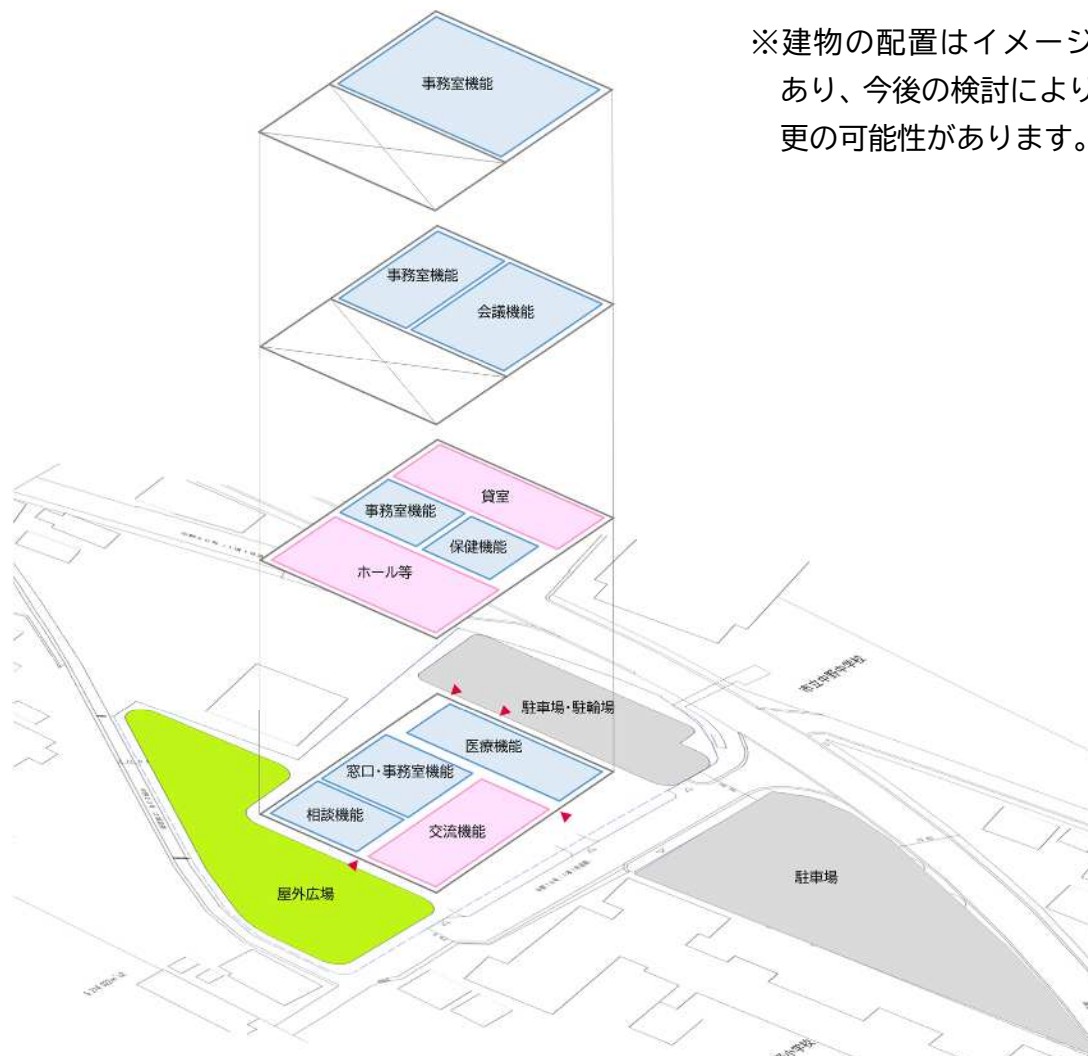 ※建物の配置はイメージ
あり、今後の検討により
更の可能性があります。
事務室機能
事務室機能
会議機能
貸室
事務室機能
保健機能
ホール等
市立中野中学校
駐車場・駐輪場
医療機能
窓口・事務室機能
相談機能
交流機能
駐車場
屋外広場
小学校